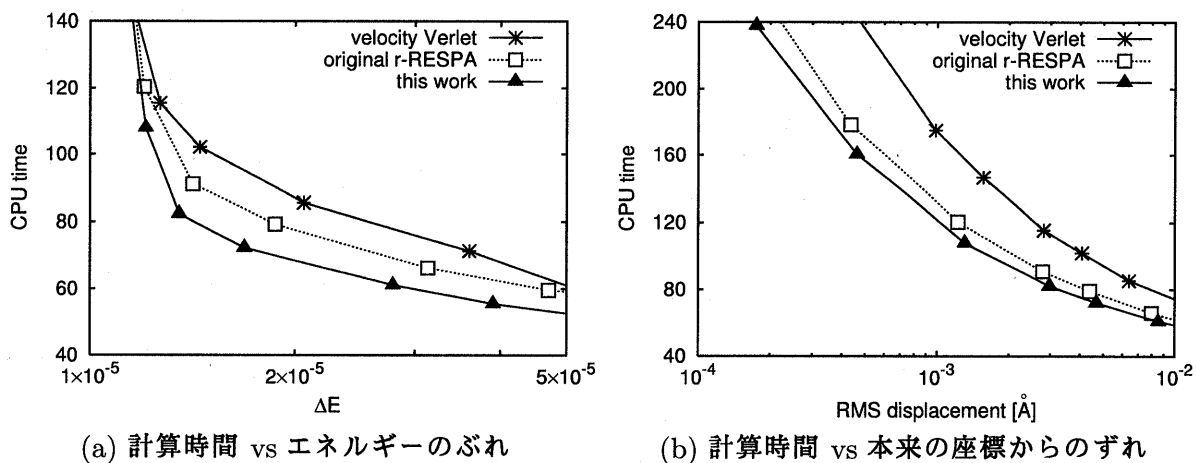 140
120
100
80
60
40
CPU time
velocity Verlet
original r-RESPA
this work
1×10⁻⁵
2×10⁻⁵
5×10⁻⁵
ΔE
(a) 計算時間 vs エネルギーのぶれ
240
200
160
120
80
40
CPU time
velocity Verlet
original r-RESPA
this work
10⁻⁴
10⁻³
10⁻²
RMS displacement [Å]
(b) 計算時間 vs 本来の座標からのずれ